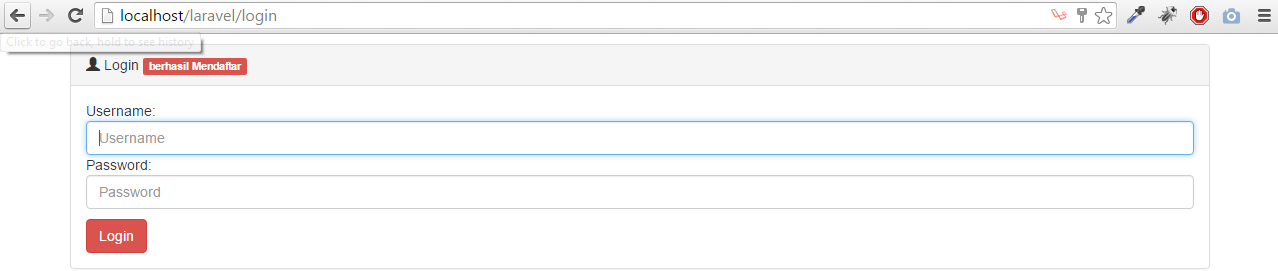 localhost/laravel/login
Click to go back, hold to see history
Login berhasil Mendaftar
Username:
Username
Password:
Password
Login